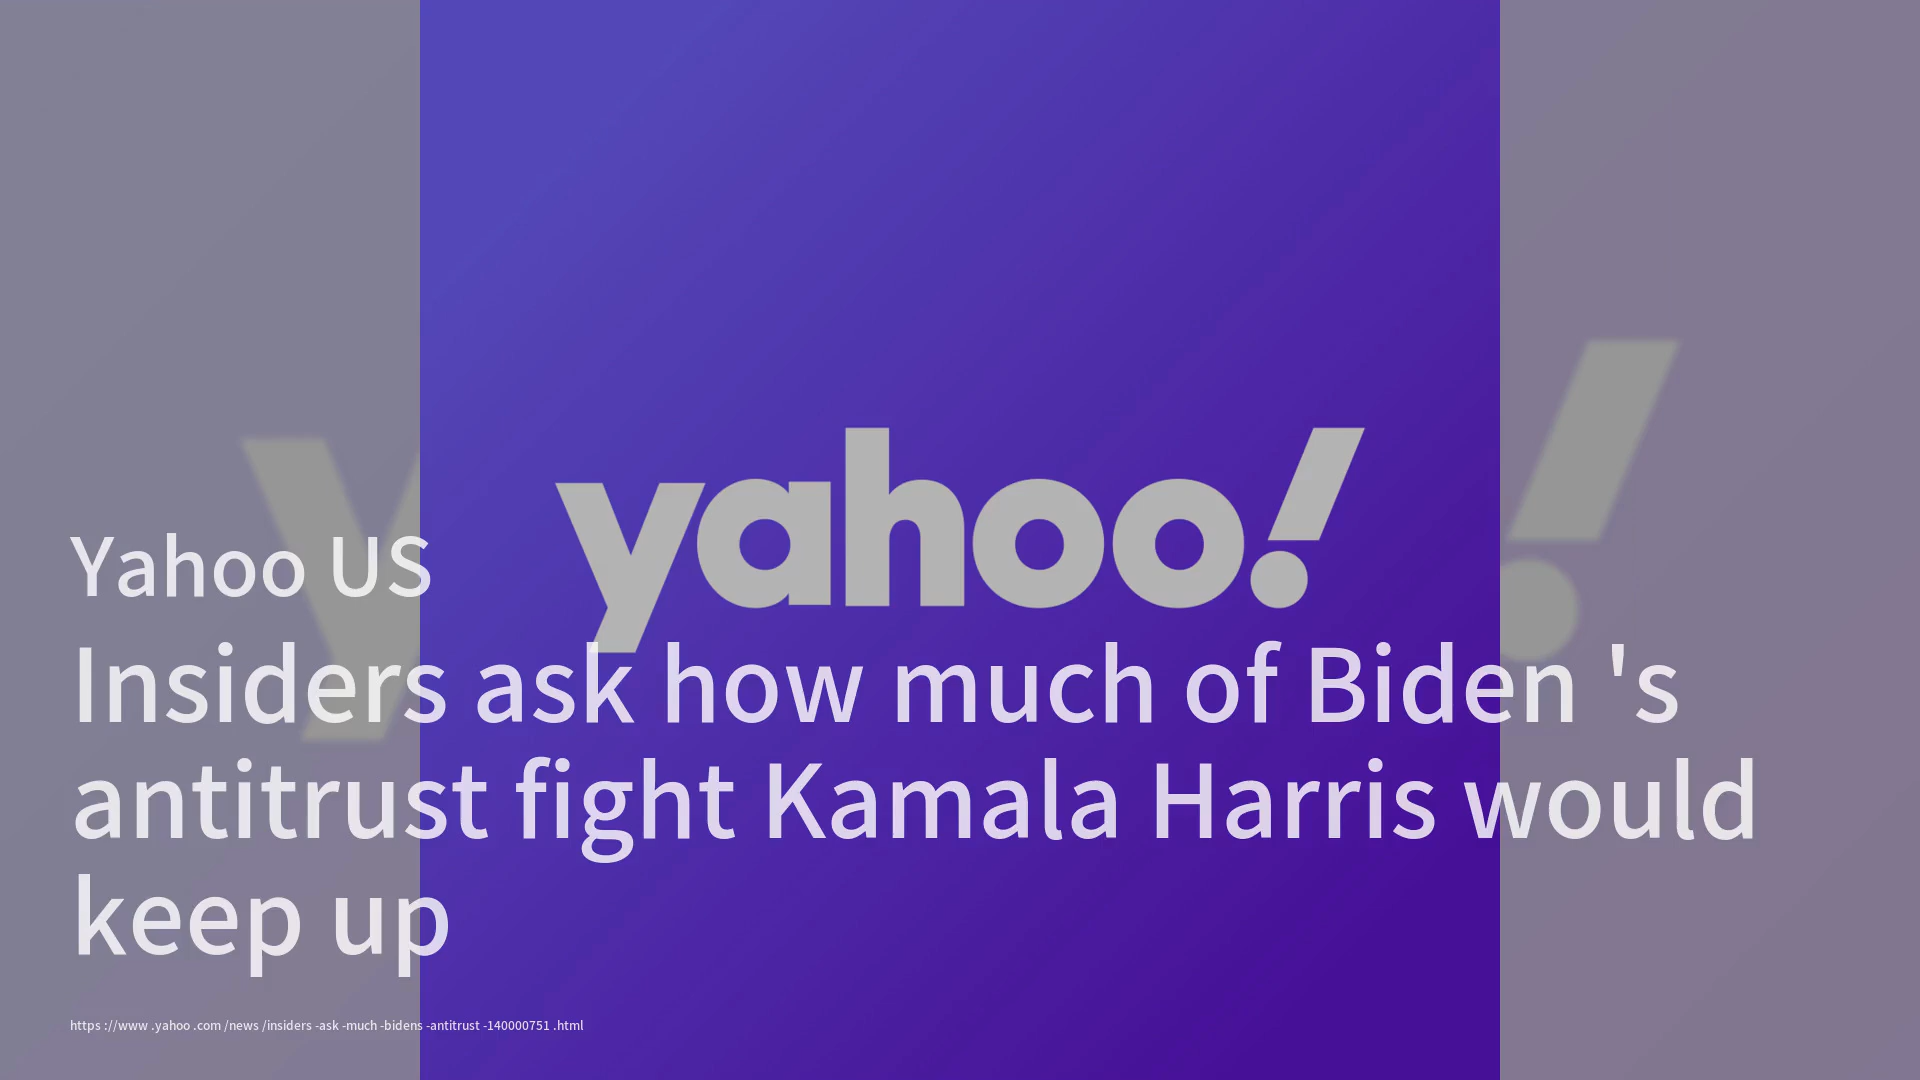 yahoo!
Yahoo US
Insiders ask how much of Biden 's
antitrust fight Kamala Harris would
keep up
https ://www .yahoo .com /news /insiders -ask -much -bidens -antitrust -140000751 .html